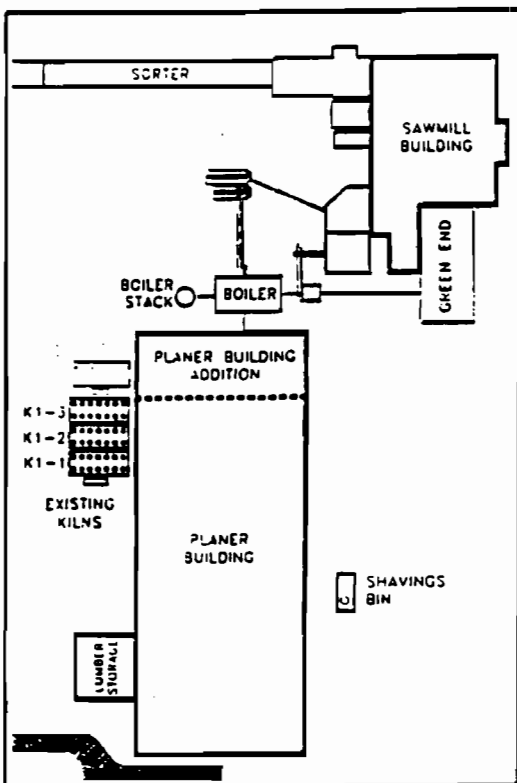 SORTER
SAWMILL
BUILDING
GREEN END
BOILER
STACK
BOILER
PLANER BUILDING
ADDITION
K1-3
K1-2
K1-1
EXISTING
KILNS
PLANER
BUILDING
SHAVINGS
BIN
LUMBER
STORAGE